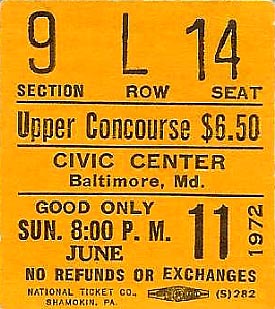 9 L 14
SECTION ROW SEAT
Upper Concourse $6.50
CIVIC CENTER
Baltimore, Md.
GOOD ONLY
SUN. 8:00 P. M.
JUNE 11 1972
NO REFUNDS OR EXCHANGES
NATIONAL TICKET CO., (S)282
SHAMOKIN, PA.